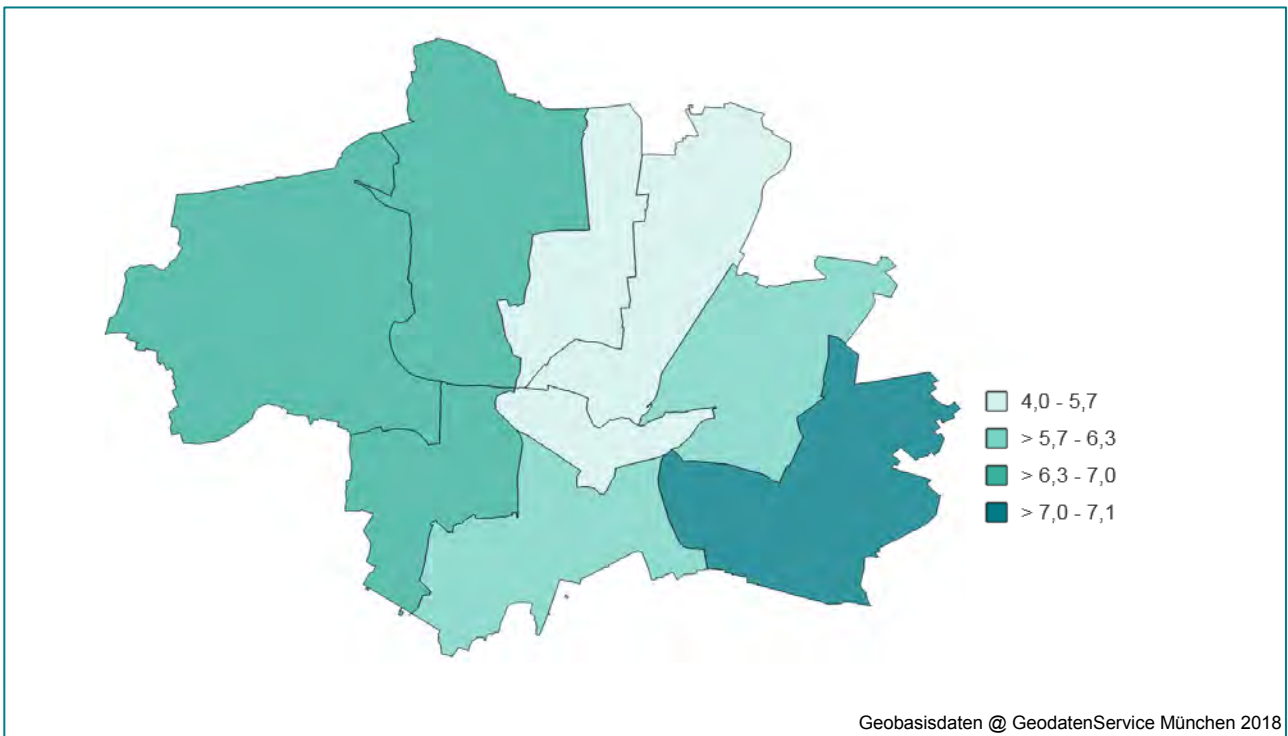 4,0 - 5,7
> 5,7 - 6,3
> 6,3 - 7,0
> 7,0 - 7,1
Geobasisdaten @ GeodatenService München 2018